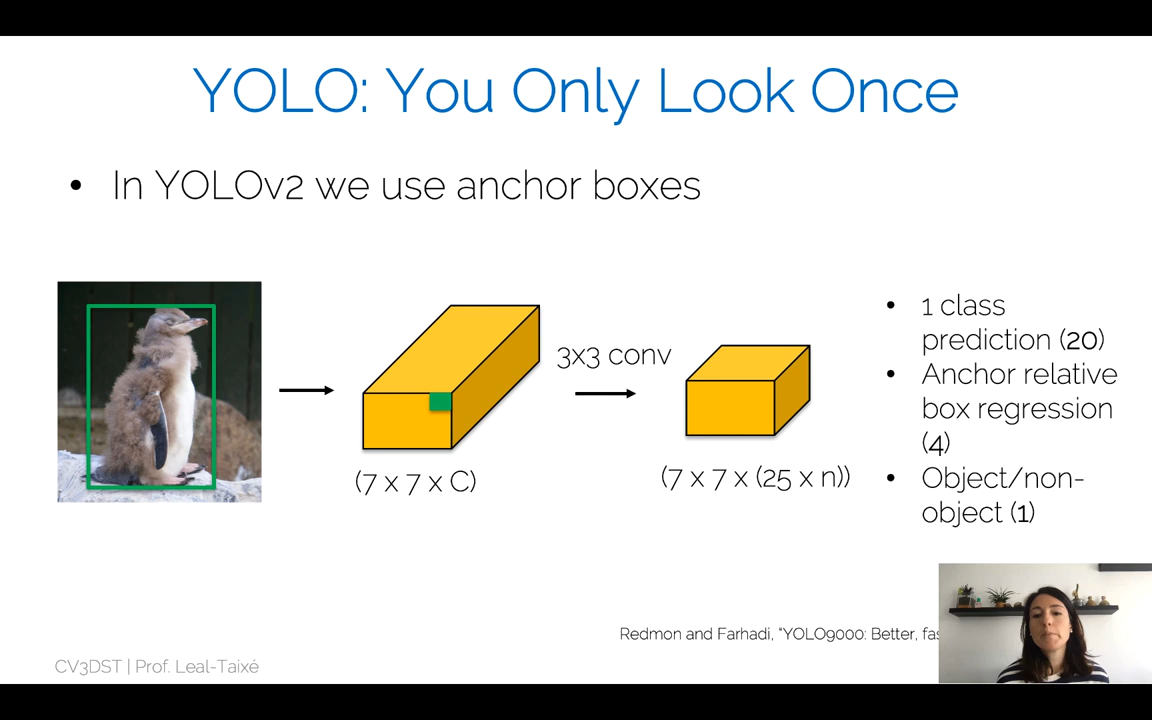 YOLO: You Only Look Once
• In YOLOv2 we use anchor boxes
3x3 conv
(7 x 7 x C)
(7 x 7 x (25 x n))
• 1 class
prediction (20)
• Anchor relative
box regression
(4)
• Object/non-
object (1)
Redmon and Farhadi, “YOLO9000: Better,
CV3DST | Prof. Leal-Taixé